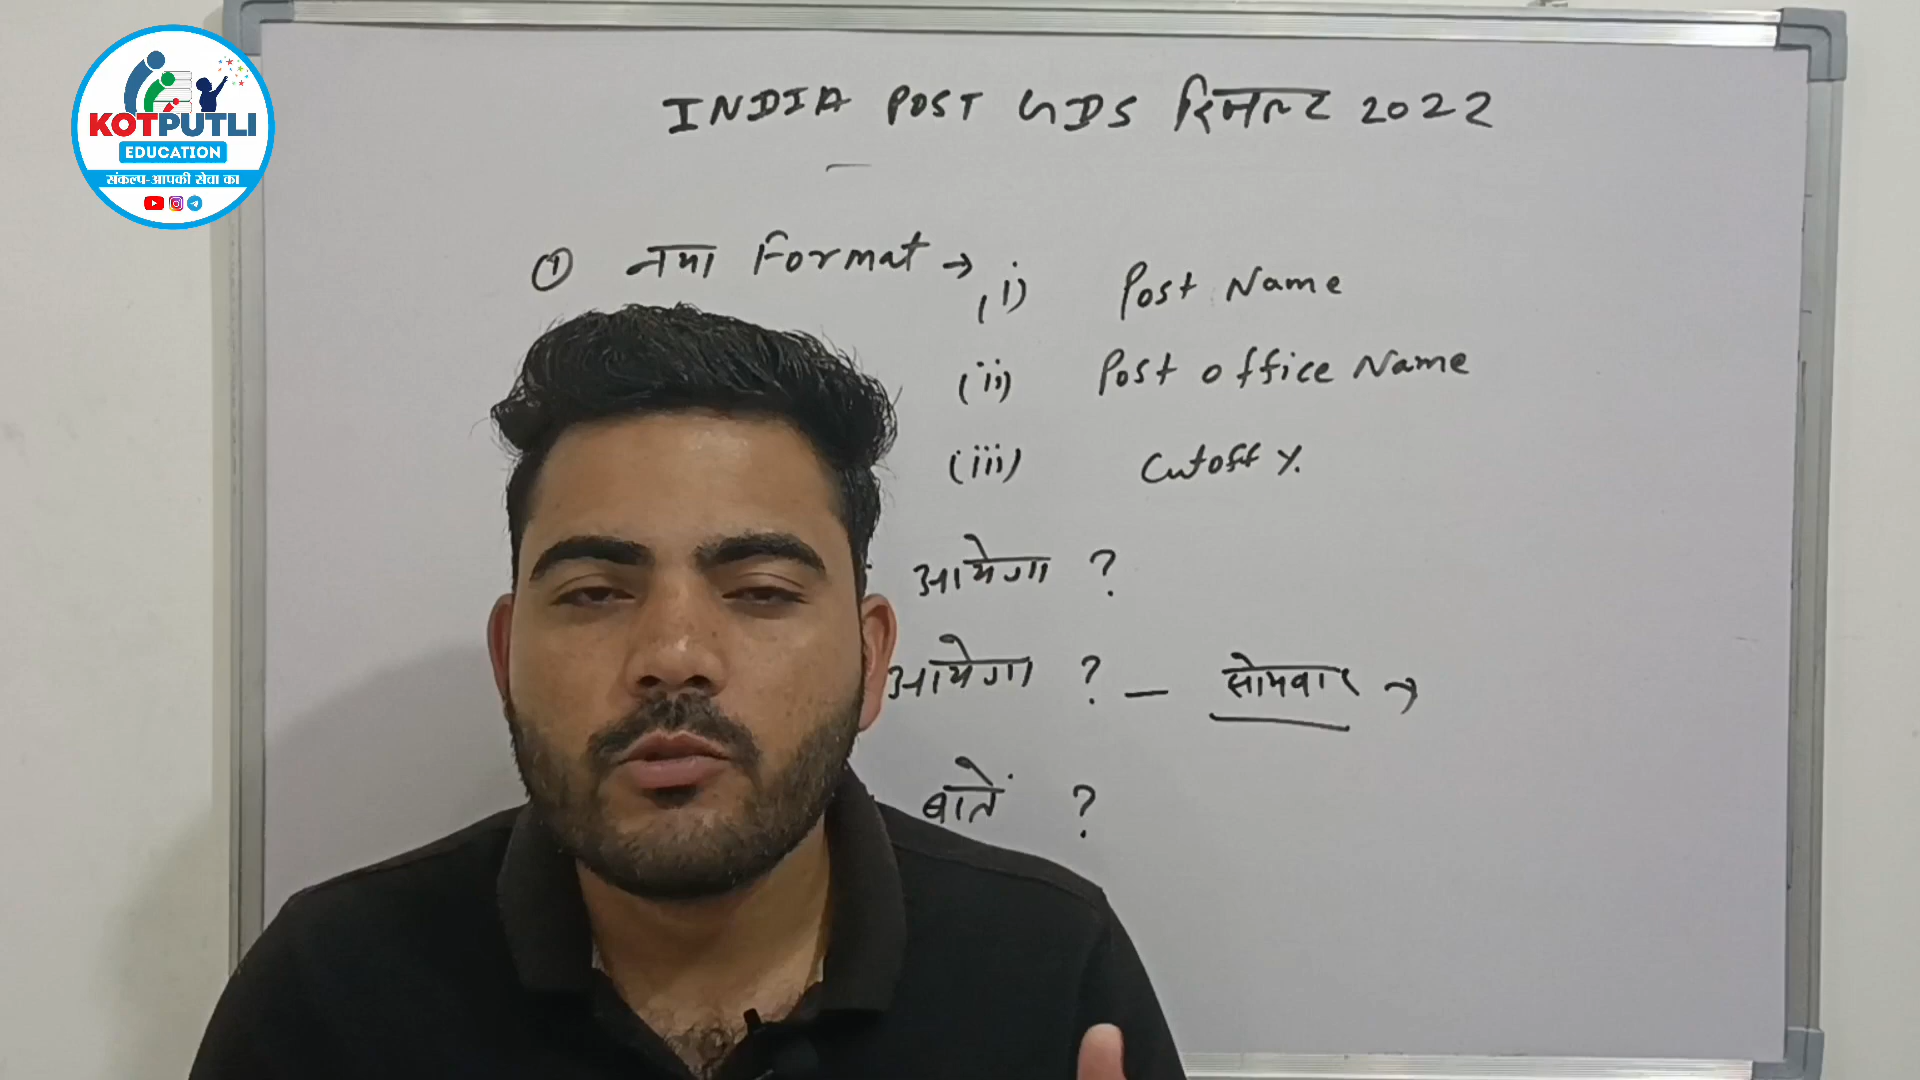 KOTPUTLI
EDUCATION
संकल्प-आपकी सेवा का
INDIA POST GDS रिजल्ट 2022
① नया Format → (i) Post Name
(ii) Post office Name
(iii) Cutoff %
आयेगा ?
आयेगा ? — सोमवार →
बातें ?